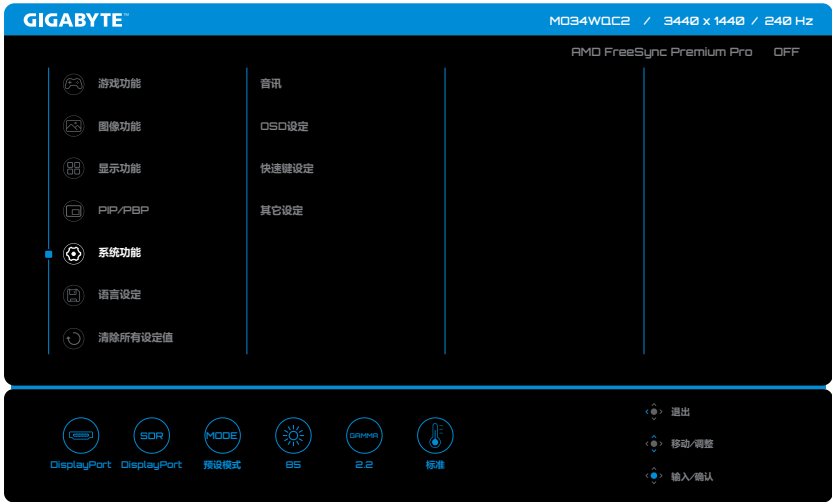 GIGABYTE™
MO34WQC2 / 3440 x 1440 / 240 Hz
AMD FreeSync Premium Pro OFF
游戏功能 音讯
图像功能 OSD设定
显示功能 快速键设定
PIP/PBP 其它设定
系统功能
语言设定
清除所有设定值
SDR MODE GAMMA
DisplayPort DisplayPort 预设模式 85 2.2 标准
退出
移动/调整
输入/确认